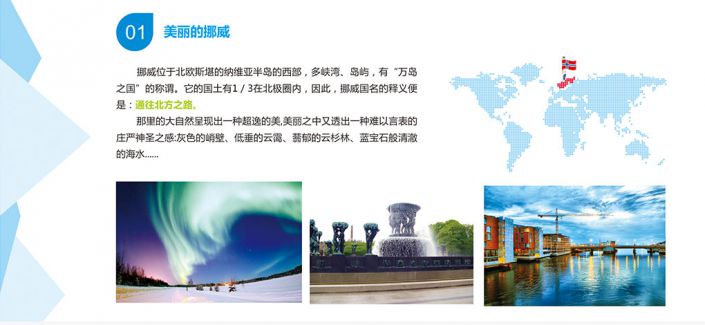 01 美丽的挪威
挪威位于北欧斯堪的纳维亚半岛的西部，多峡湾、岛屿，有“万岛
之国”的称谓。它的国土有1 / 3在北极圈内，因此，挪威国名的释义便
是：通往北方之路。
那里的大自然呈现出一种超逸的美,美丽之中又透出一种难以言表的
庄严神圣之感:灰色的峭壁、低垂的云霭、蓊郁的云杉林、蓝宝石般清澈
的海水......